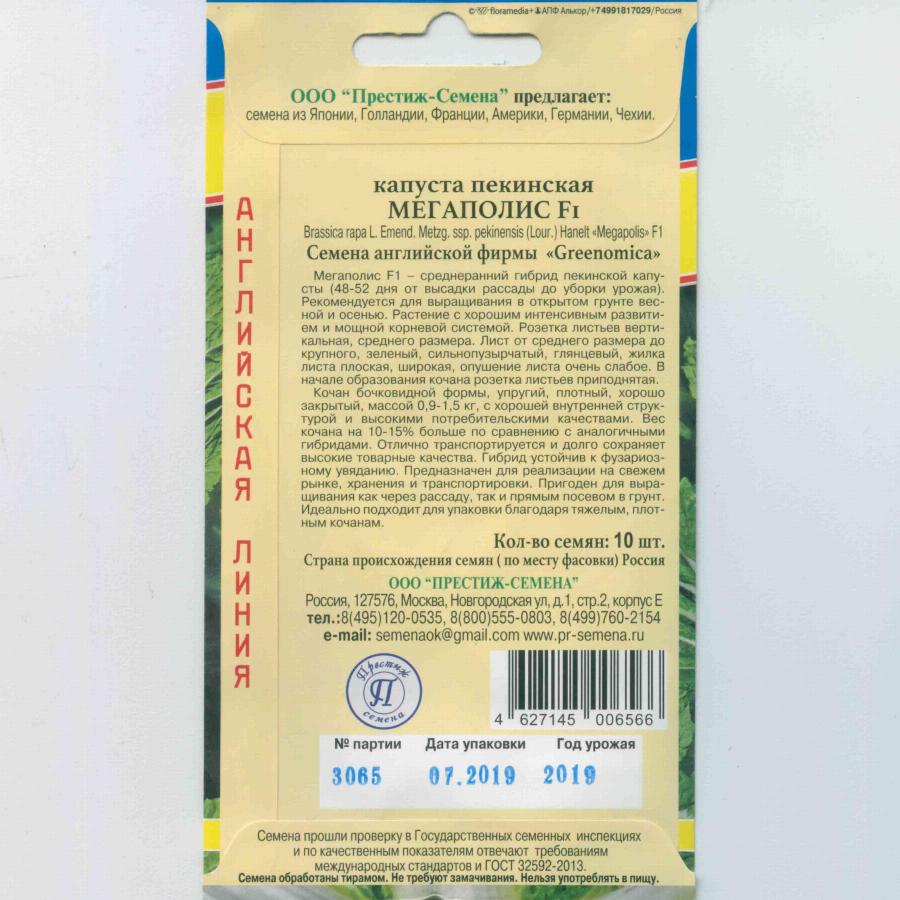 © floramedia + АПФ Алькор/+74991817029/Россия
ООО “Престиж-Семена” предлагает:
семена из Японии, Голландии, Франции, Америки, Германии, Чехии.
АНГЛИЙСКАЯ ЛИНИЯ
капуста пекинская
МЕГАПОЛИС F1
Brassica rapa L. Emend. Metzg. ssp. pekinensis (Lour.) Hanelt «Megapolis» F1
Семена английской фирмы «Greenomica»
Мегаполис F1 – среднеранний гибрид пекинской капу-
сты (48-52 дня от высадки рассады до уборки урожая).
Рекомендуется для выращивания в открытом грунте вес-
ной и осенью. Растение с хорошим интенсивным развити-
ем и мощной корневой системой. Розетка листьев верти-
кальная, среднего размера. Лист от среднего размера до
крупного, зеленый, сильнопузырчатый, глянцевый, жилка
листа плоская, широкая, опушение листа очень слабое. В
начале образования кочана розетка листьев приподнятая.
Кочан бочковидной формы, упругий, плотный, хорошо
закрытый, массой 0,9-1,5 кг, с хорошей внутренней струк-
турой и высокими потребительскими качествами. Вес
кочана на 10-15% больше по сравнению с аналогичными
гибридами. Отлично транспортируется и долго сохраняет
высокие товарные качества. Гибрид устойчив к фузариоз-
ному увяданию. Предназначен для реализации на свежем
рынке, хранения и транспортировки. Пригоден для выра-
щивания как через рассаду, так и прямым посевом в грунт.
Идеально подходит для упаковки благодаря тяжелым, плот-
ным кочанам.
Кол-во семян: 10 шт.
Страна происхождения семян ( по месту фасовки) Россия
ООО “ПРЕСТИЖ-СЕМЕНА”
Россия, 127576, Москва, Новгородская ул, д.1, стр.2, корпус Е
тел.:8(495)120-0535, 8(800)555-0803, 8(499)760-2154
e-mail: semenaok@gmail.com www.pr-semena.ru
Престиж
П
семена
4 627145 006566
№ партии Дата упаковки Год урожая
3065 07.2019 2019
Семена прошли проверку в Государственных семенных инспекциях
и по качественным показателям отвечают требованиям
международных стандартов и ГОСТ 32592-2013.
Семена обработаны тирамом. Не требуют замачивания. Нельзя употреблять в пищу.